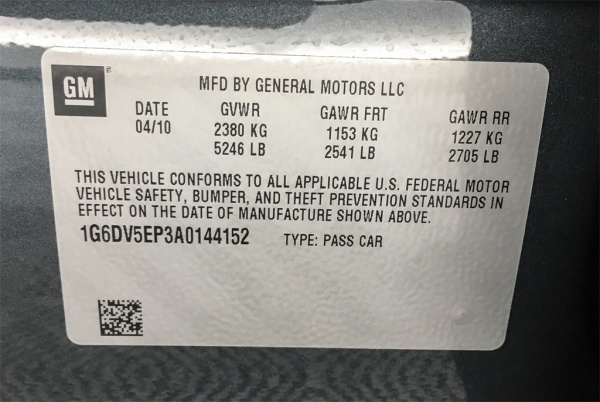 GM ®
MFD BY GENERAL MOTORS LLC
DATE GVWR GAWR FRT GAWR RR
04/10 2380 KG 1153 KG 1227 KG
5246 LB 2541 LB 2705 LB
THIS VEHICLE CONFORMS TO ALL APPLICABLE U.S. FEDERAL MOTOR
VEHICLE SAFETY, BUMPER, AND THEFT PREVENTION STANDARDS IN
EFFECT ON THE DATE OF MANUFACTURE SHOWN ABOVE.
1G6DV5EP3A0144152 TYPE: PASS CAR